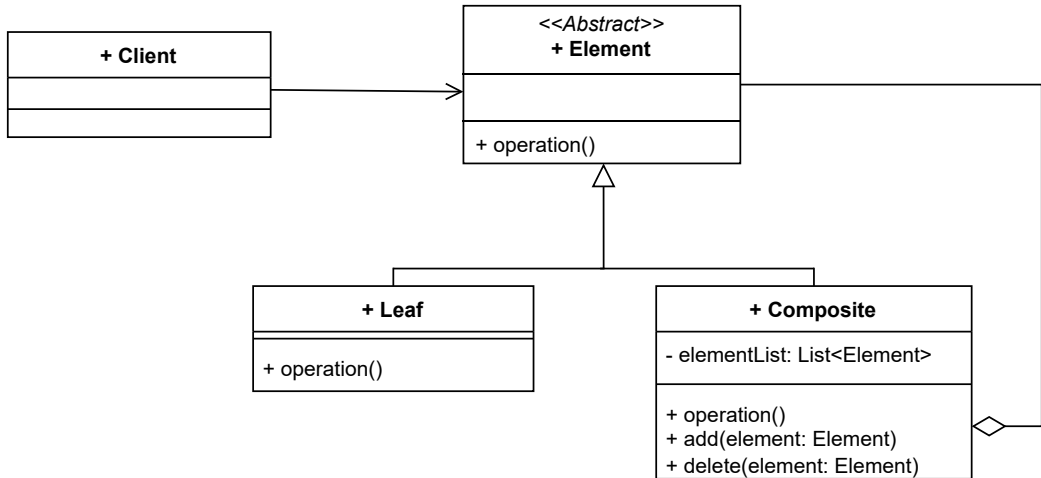 + Client
<<Abstract>>
+ Element
+ operation()
+ Leaf
+ operation()
+ Composite
- elementList: List<Element>
+ operation()
+ add(element: Element)
+ delete(element: Element)